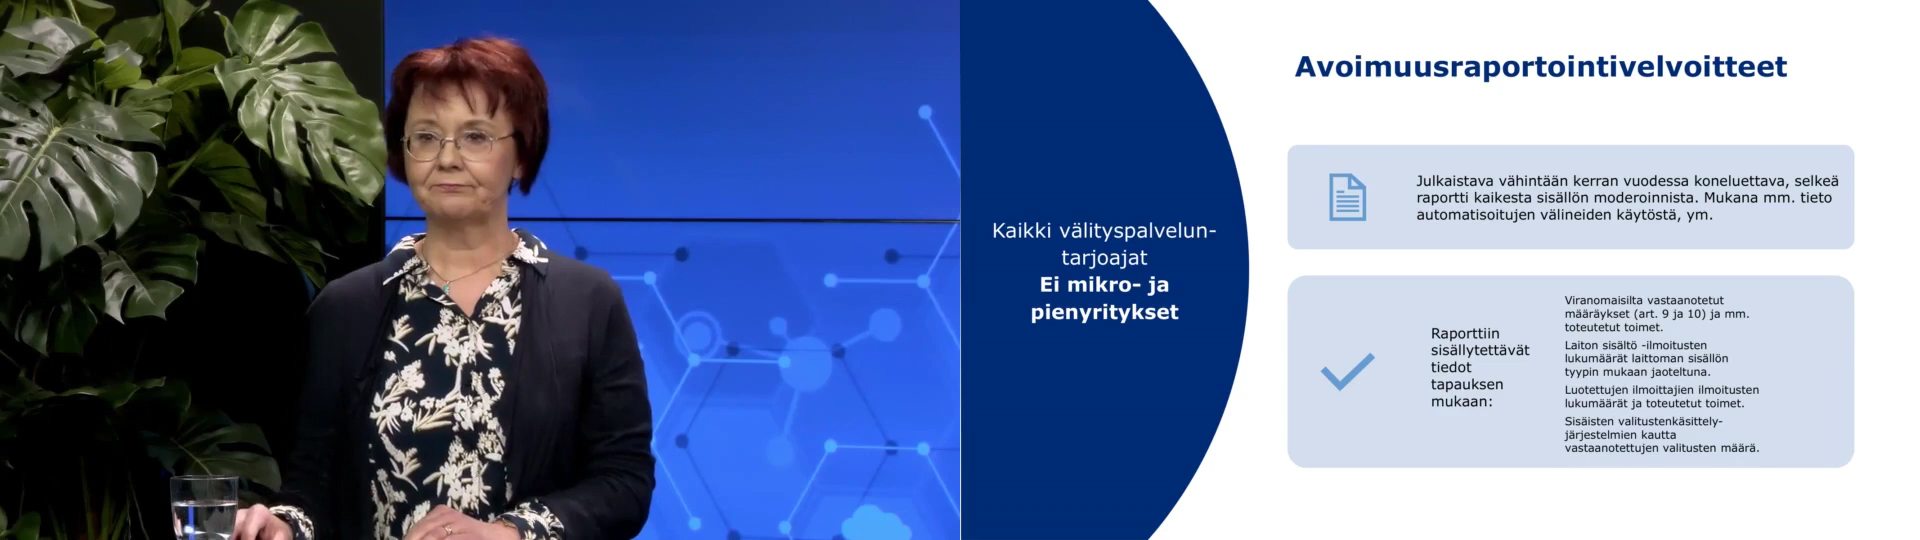 Avoimuusraportointivelvoitteet
Kaikki välityspalvelun-
tarjoajat
Ei mikro- ja
pienyritykset
Julkaistava vähintään kerran vuodessa koneluettava, selkeä
raportti kaikesta sisällön moderoinnista. Mukana mm. tieto
automatisoitujen välineiden käytöstä, ym.
Raporttiin
sisällytettävät
tiedot
tapauksen
mukaan:
Viranomaisilta vastaanotetut
määräykset (art. 9 ja 10) ja mm.
toteutetut toimet.
Laiton sisältö -ilmoitusten
lukumäärät laittoman sisällön
tyypin mukaan jaoteltuna.
Luotettujen ilmoittajien ilmoitusten
lukumäärät ja toteutetut toimet.
Sisäisten valitustenkäsittely-
järjestelmien kautta
vastaanotettujen valitusten määrä.